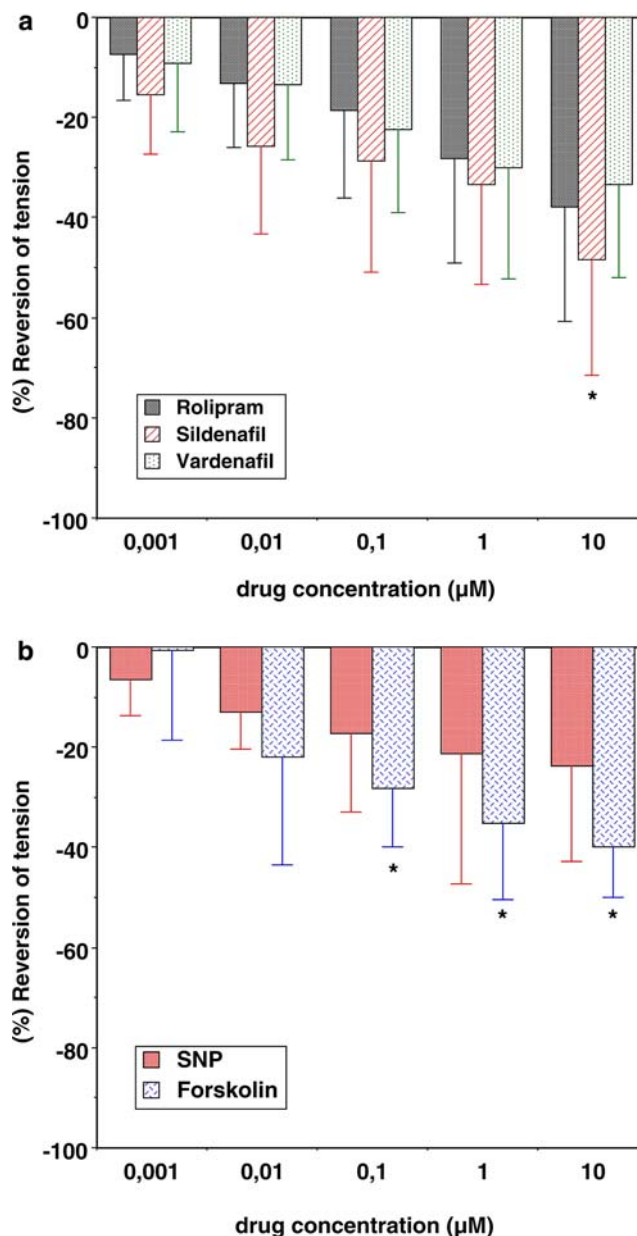 a
0
-20
-40
-60
-80
-100
(%) Reversion of tension
Rolipram
Sildenafil
Vardenafil
*
0,001 0,01 0,1 1 10
drug concentration (µM)
b
0
-20
-40
-60
-80
-100
(%) Reversion of tension
* * *
SNP
Forskolin
0,001 0,01 0,1 1 10
drug concentration (µM)